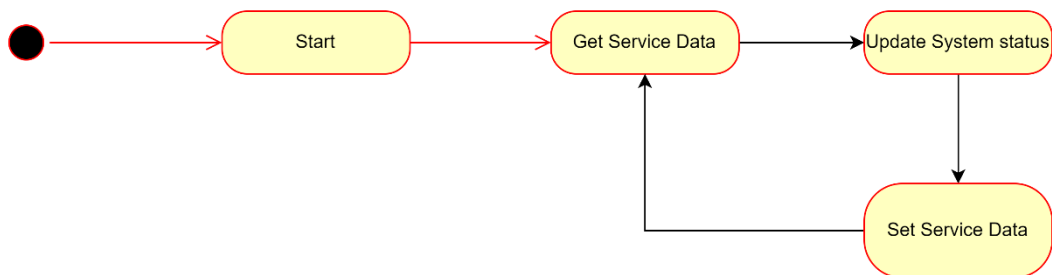 Start
Get Service Data
Update System status
Set Service Data